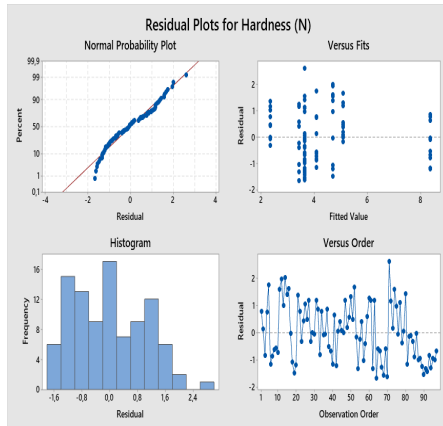 Residual Plots for Hardness (N)
Normal Probability Plot
Versus Fits
99,9
99
90
50
10
1
0,1
Percent
-4 -2 0 2 4
Residual
2
1
0
-1
-2
Residual
2 4 6 8
Fitted Value
Histogram
Versus Order
16
12
8
4
0
Frequency
-1,6 -0,8 0,0 0,8 1,6 2,4
Residual
2
1
0
-1
-2
Residual
1 10 20 30 40 50 60 70 80 90
Observation Order